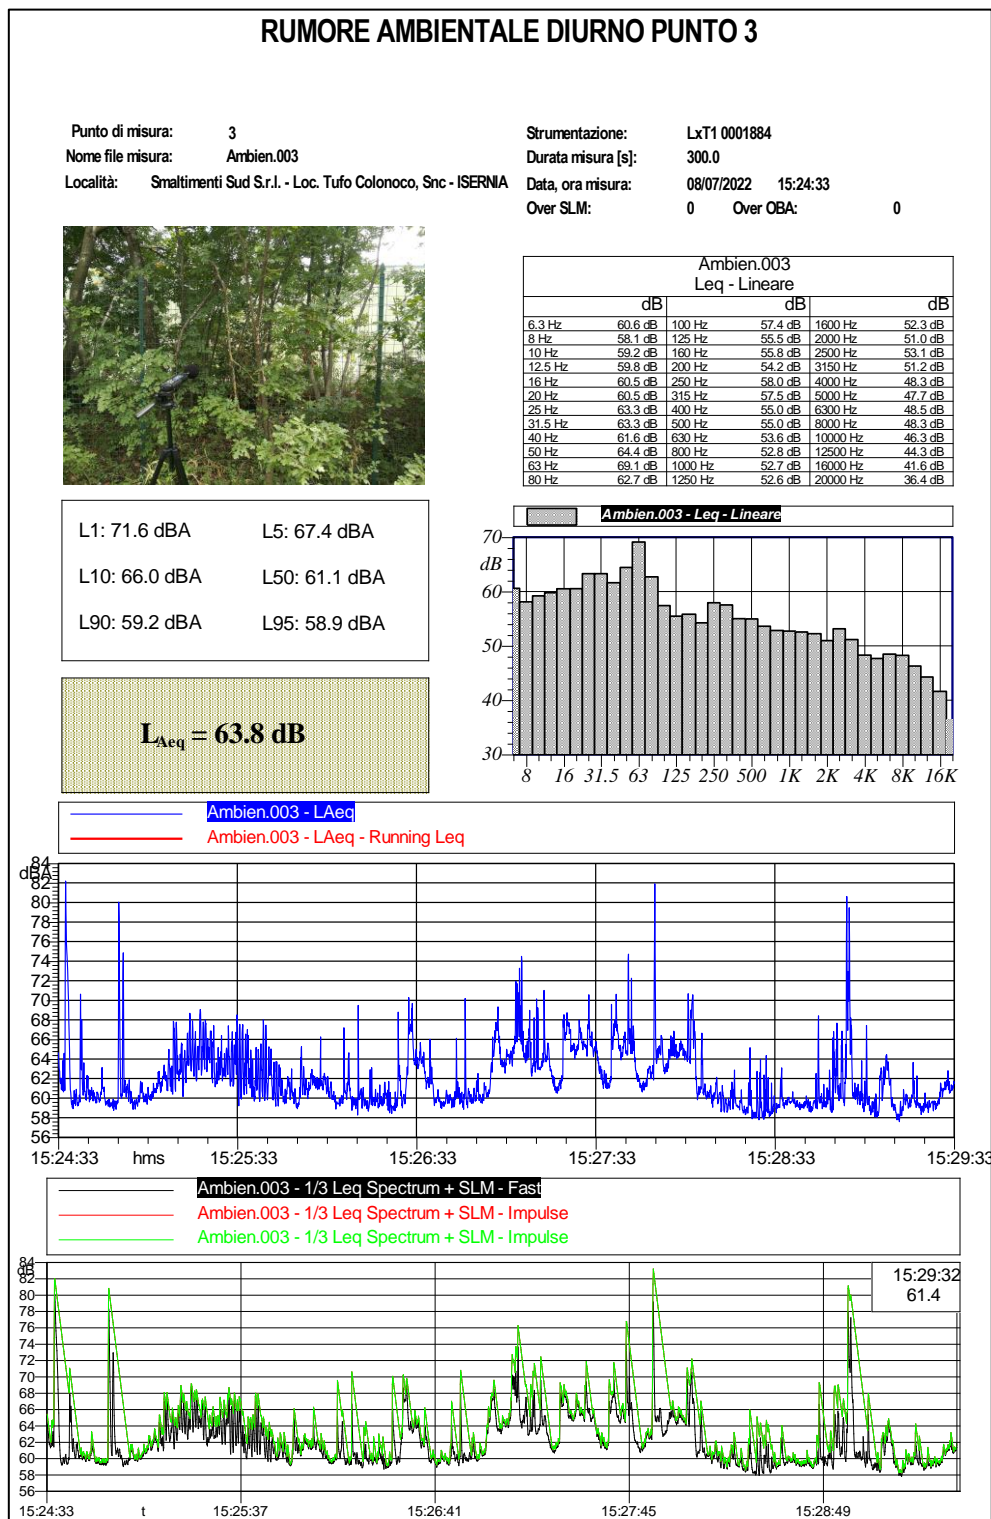 RUMORE AMBIENTALE DIURNO PUNTO 3
Punto di misura: 3
Nome file misura: Ambien.003
Località: Smaltimenti Sud S.r.l. - Loc. Tufo Colonoco, Snc - ISERNIA
Strumentazione: LxT1 0001884
Durata misura [s]: 300.0
Data, ora misura: 08/07/2022 15:24:33
Over SLM: 0 Over OBA: 0
Ambien.003
Leq - Lineare
dB dB dB
6.3 Hz 60.6 dB 100 Hz 57.4 dB 1600 Hz 52.3 dB
8 Hz 58.1 dB 125 Hz 55.5 dB 2000 Hz 51.0 dB
10 Hz 59.2 dB 160 Hz 55.8 dB 2500 Hz 53.1 dB
12.5 Hz 59.8 dB 200 Hz 54.2 dB 3150 Hz 51.2 dB
16 Hz 60.5 dB 250 Hz 58.0 dB 4000 Hz 48.3 dB
20 Hz 60.5 dB 315 Hz 57.5 dB 5000 Hz 47.7 dB
25 Hz 63.3 dB 400 Hz 55.0 dB 6300 Hz 48.5 dB
31.5 Hz 63.3 dB 500 Hz 55.0 dB 8000 Hz 48.3 dB
40 Hz 61.6 dB 630 Hz 53.6 dB 10000 Hz 46.3 dB
50 Hz 64.4 dB 800 Hz 52.8 dB 12500 Hz 44.3 dB
63 Hz 69.1 dB 1000 Hz 52.7 dB 16000 Hz 41.6 dB
80 Hz 62.7 dB 1250 Hz 52.6 dB 20000 Hz 36.4 dB
L1: 71.6 dBA L5: 67.4 dBA
L10: 66.0 dBA L50: 61.1 dBA
L90: 59.2 dBA L95: 58.9 dBA
LAeq = 63.8 dB
Ambien.003 - Leq - Lineare
70
dB
60
50
40
30
8 16 31.5 63 125 250 500 1K 2K 4K 8K 16K
Ambien.003 - LAeq
Ambien.003 - LAeq - Running Leq
84
dBA
82
80
78
76
74
72
70
68
66
64
62
60
58
56
15:24:33 hms 15:25:33 15:26:33 15:27:33 15:28:33 15:29:33
Ambien.003 - 1/3 Leq Spectrum + SLM - Fast
Ambien.003 - 1/3 Leq Spectrum + SLM - Impulse
Ambien.003 - 1/3 Leq Spectrum + SLM - Impulse
84
dB
82
80
78
76
74
72
70
68
66
64
62
60
58
56
15:29:32
61.4
15:24:33 t 15:25:37 15:26:41 15:27:45 15:28:49